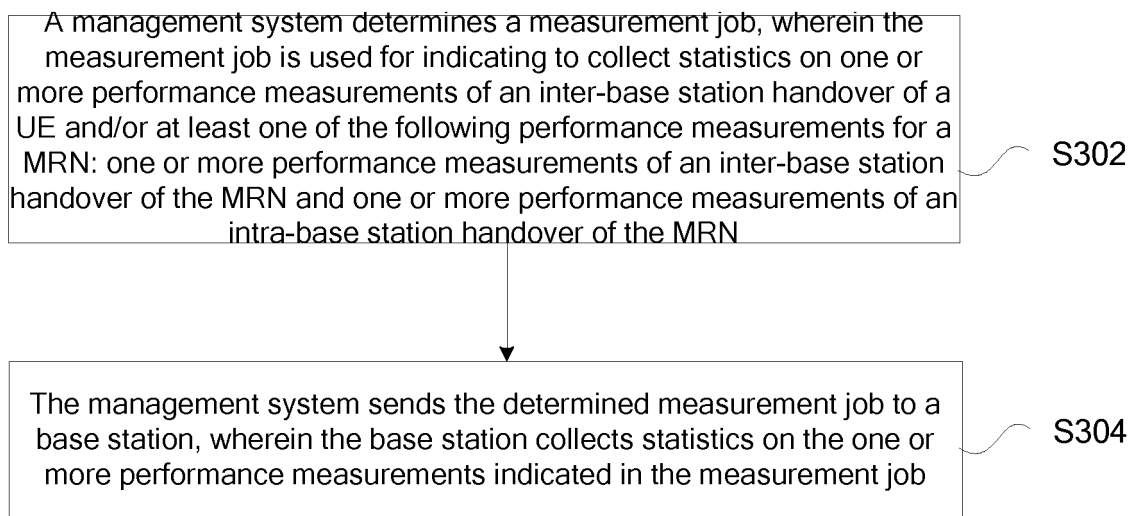 A management system determines a measurement job, wherein the
measurement job is used for indicating to collect statistics on one or
more performance measurements of an inter-base station handover of a
UE and/or at least one of the following performance measurements for a
MRN: one or more performance measurements of an inter-base station
handover of the MRN and one or more performance measurements of an
intra-base station handover of the MRN
S302
The management system sends the determined measurement job to a
base station, wherein the base station collects statistics on the one or
more performance measurements indicated in the measurement job
S304